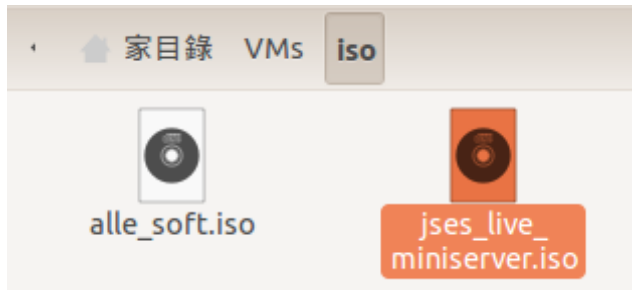 家目錄 VMs iso
alle_soft.iso
jses_live_
miniserver.iso